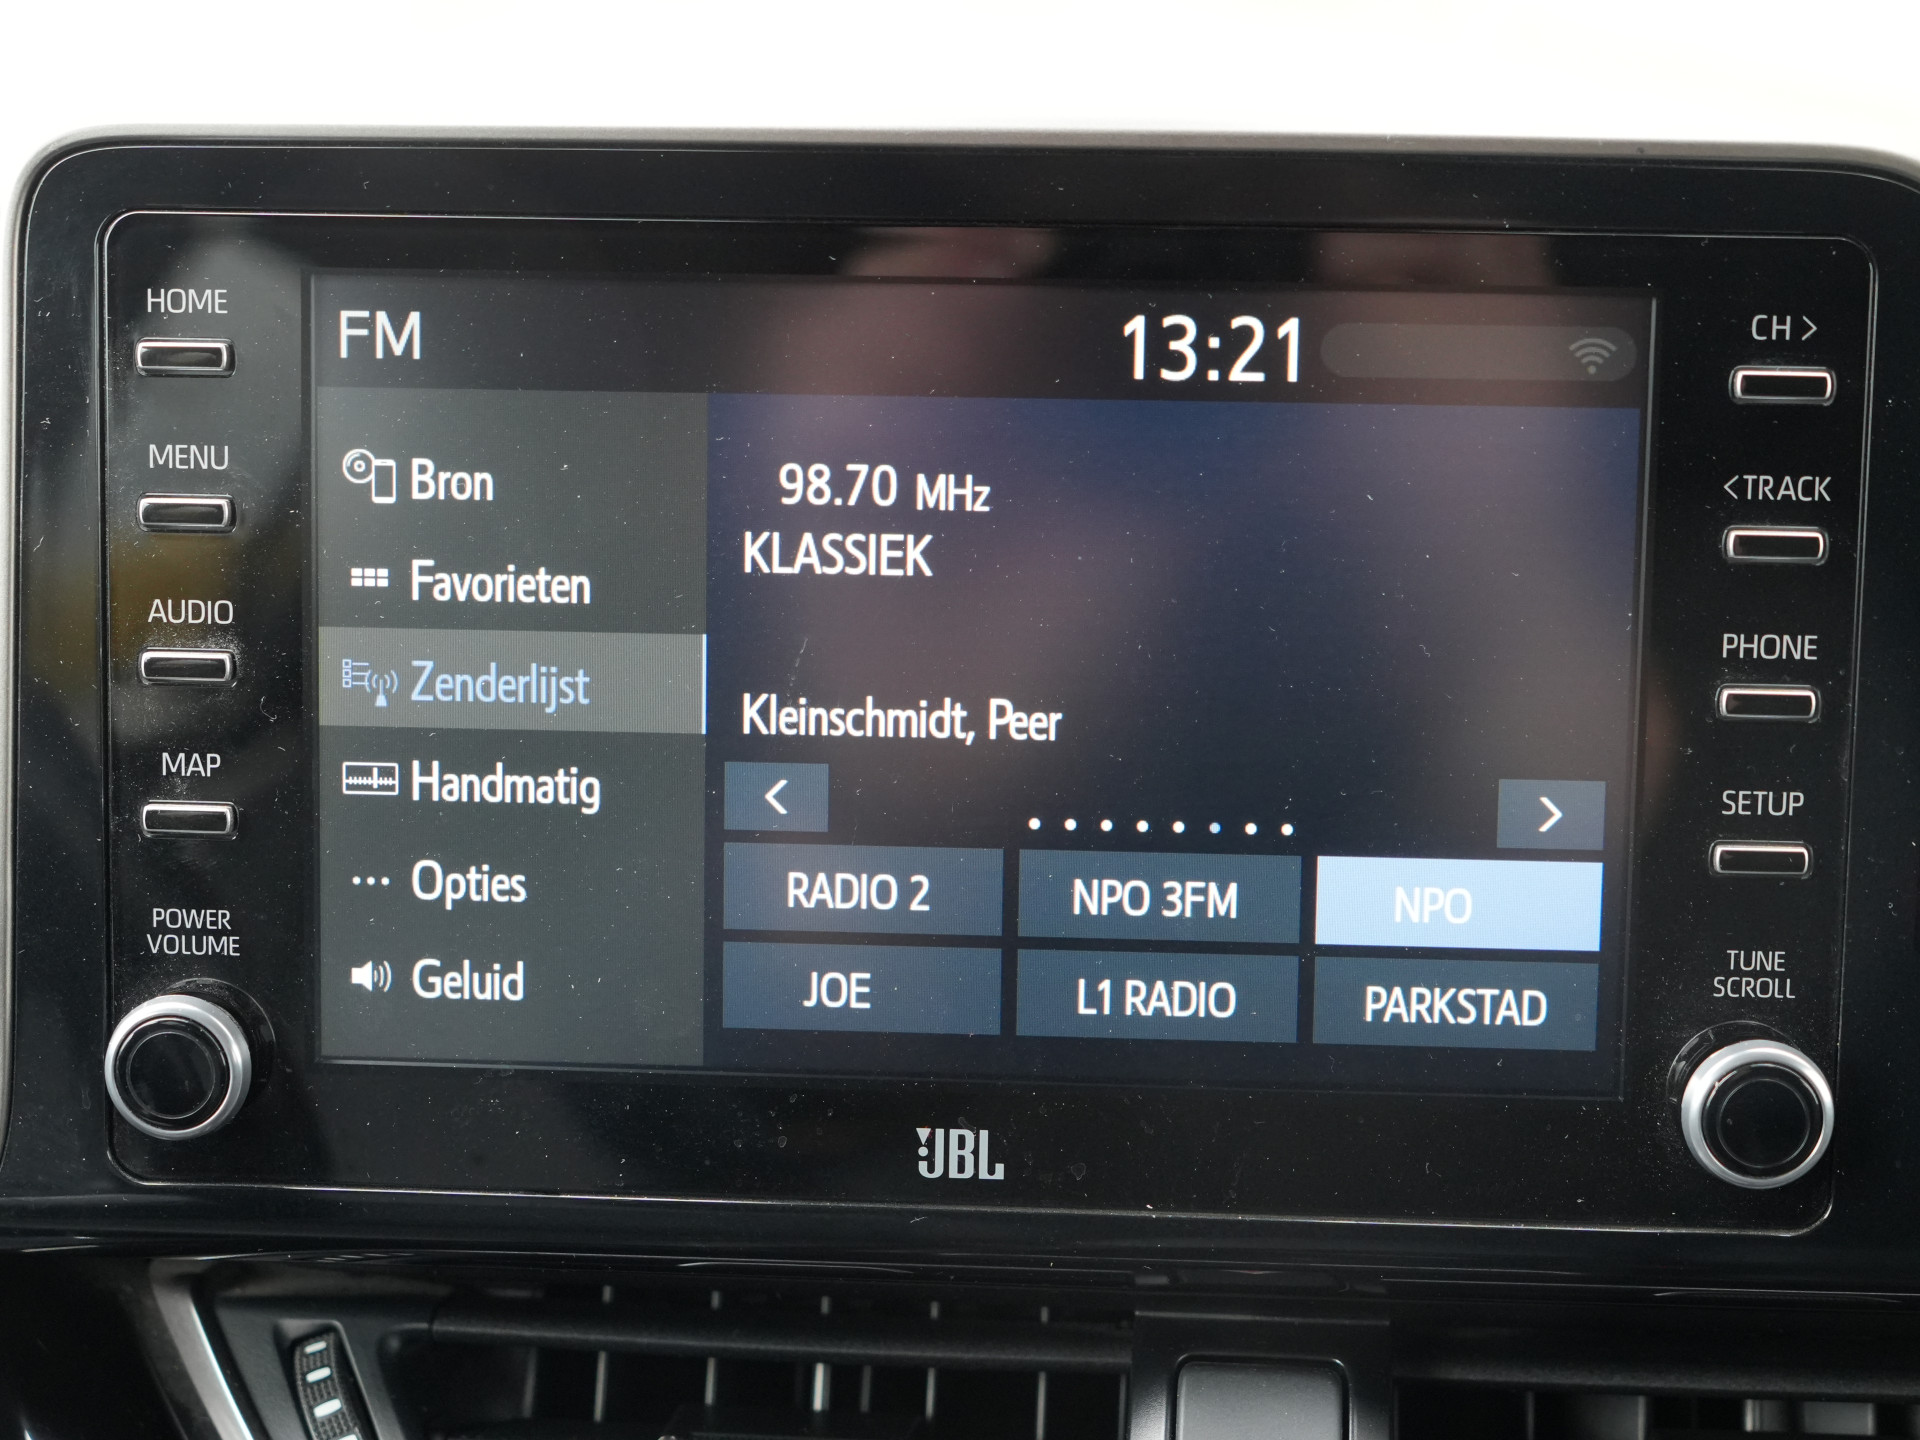 HOME
MENU
AUDIO
MAP
POWER
VOLUME
FM
13:21
Bron
Favorieten
Zenderlijst
Handmatig
Opties
Geluid
98.70 MHz
KLASSIEK
Kleinschmidt, Peer
<
>
RADIO 2
NPO 3FM
NPO
JOE
L1 RADIO
PARKSTAD
CH >
<TRACK
PHONE
SETUP
TUNE
SCROLL
JBL